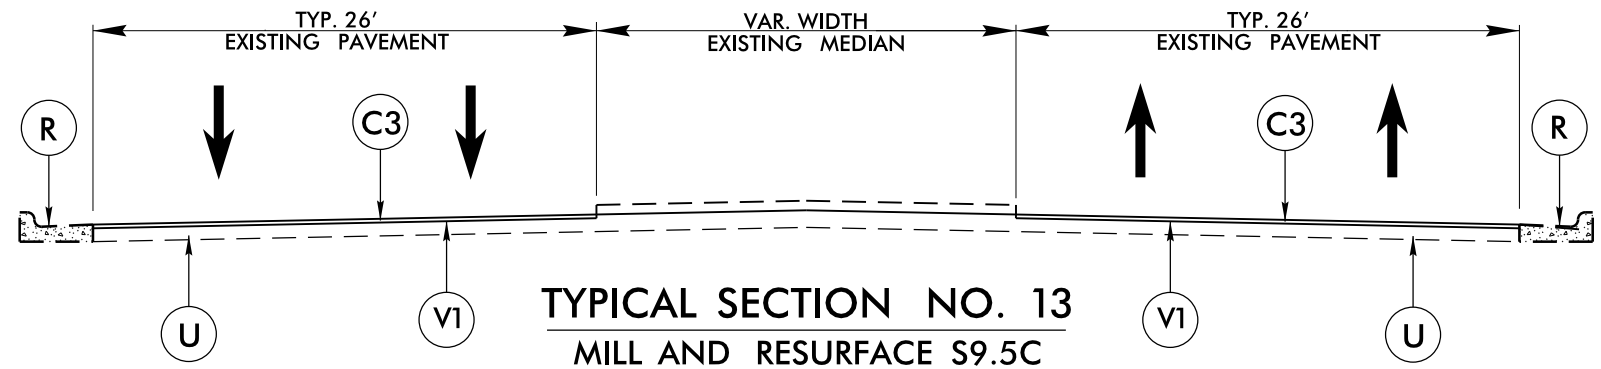 TYP. 26'
EXISTING PAVEMENT
VAR. WIDTH
EXISTING MEDIAN
TYP. 26'
EXISTING PAVEMENT
R
C3
C3
R
U
V1
V1
U
TYPICAL SECTION NO. 13
MILL AND RESURFACE S9.5C